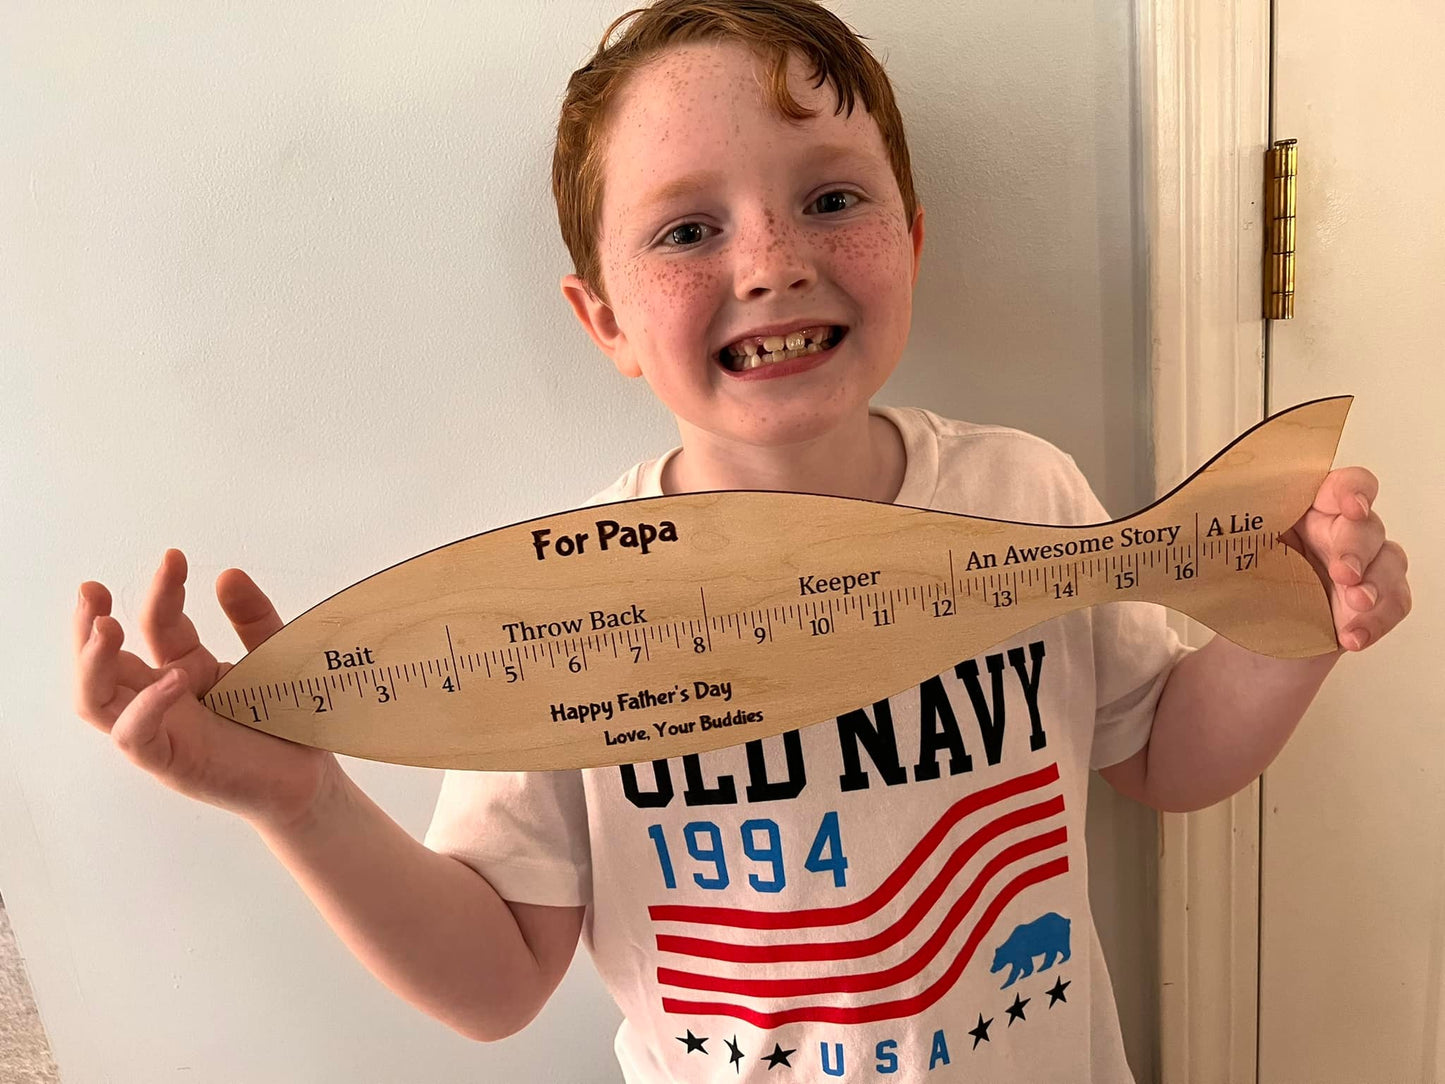 For Papa
Bait Throw Back Keeper An Awesome Story A Lie
1 2 3 4 5 6 7 8 9 10 11 12 13 14 15 16 17
Happy Father's Day
Love, Your Buddies
OLD NAVY
1994
USA